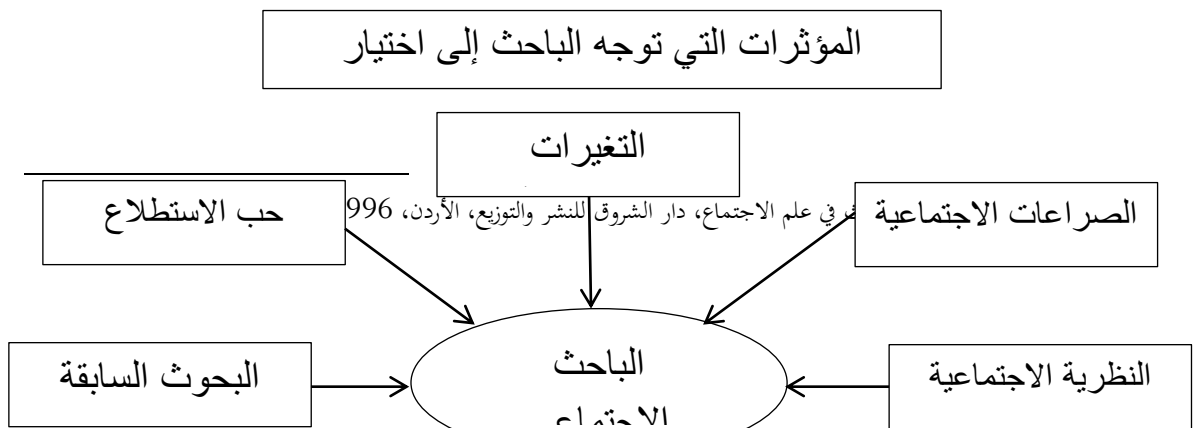 المؤثرات التي توجه الباحث إلى اختيار
التغيرات
الصراعات الاجتماعية
حب الاستطلاع
في علم الاجتماع، دار الشروق للنشر والتوزيع، الأردن، 996
الباحث
النظرية الاجتماعية
البحوث السابقة